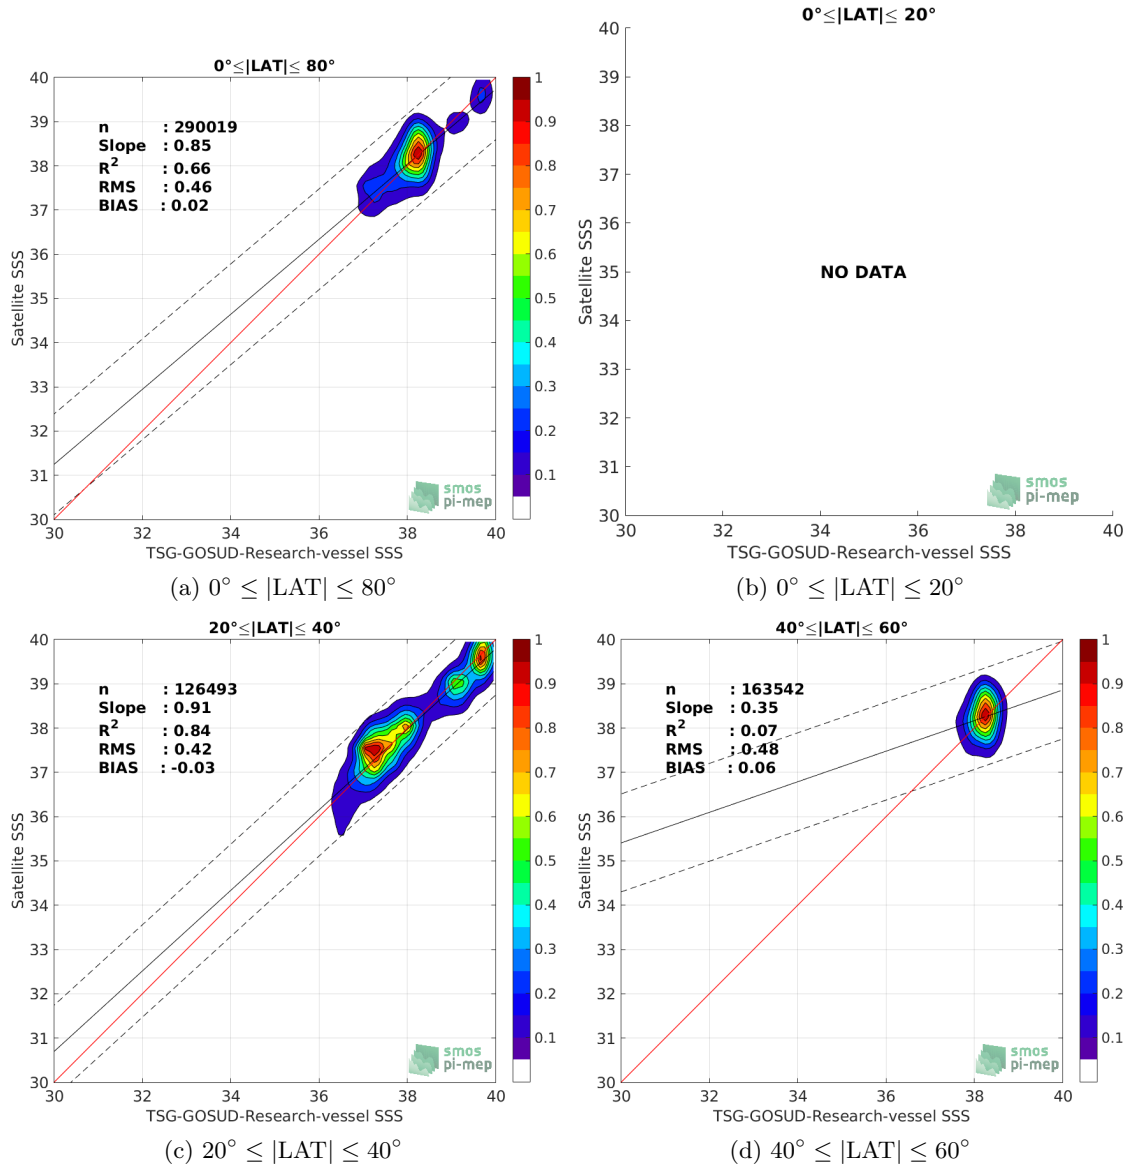 0°≤|LAT|≤ 80°
n : 290019
Slope : 0.85
R² : 0.66
RMS : 0.46
BIAS : 0.02
Satellite SSS
40
39
38
37
36
35
34
33
32
31
30
30 32 34 36 38 40
TSG-GOSUD-Research-vessel SSS
1
0.9
0.8
0.7
0.6
0.5
0.4
0.3
0.2
0.1
smos
pi-mep
(a) 0° ≤ |LAT| ≤ 80°
0°≤|LAT|≤ 20°
Satellite SSS
40
39
38
37
36
35
34
33
32
31
30
NO DATA
30 32 34 36 38 40
TSG-GOSUD-Research-vessel SSS
smos
pi-mep
(b) 0° ≤ |LAT| ≤ 20°
20°≤|LAT|≤ 40°
n : 126493
Slope : 0.91
R² : 0.84
RMS : 0.42
BIAS : -0.03
Satellite SSS
40
39
38
37
36
35
34
33
32
31
30
30 32 34 36 38 40
TSG-GOSUD-Research-vessel SSS
1
0.9
0.8
0.7
0.6
0.5
0.4
0.3
0.2
0.1
smos
pi-mep
(c) 20° ≤ |LAT| ≤ 40°
40°≤|LAT|≤ 60°
n : 163542
Slope : 0.35
R² : 0.07
RMS : 0.48
BIAS : 0.06
Satellite SSS
40
39
38
37
36
35
34
33
32
31
30
30 32 34 36 38 40
TSG-GOSUD-Research-vessel SSS
1
0.9
0.8
0.7
0.6
0.5
0.4
0.3
0.2
0.1
smos
pi-mep
(d) 40° ≤ |LAT| ≤ 60°